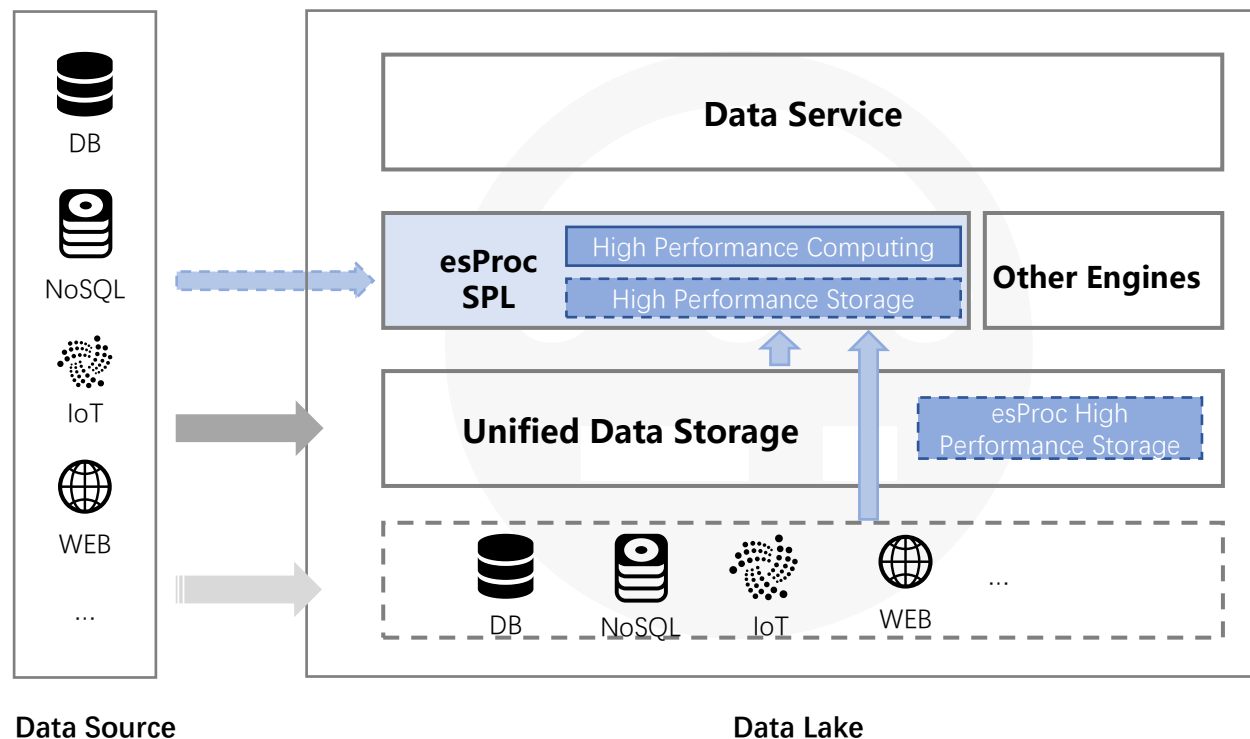 DB
NoSQL
IoT
WEB
...
Data Source
Data Service
esProc
SPL
High Performance Computing
High Performance Storage
Other Engines
Unified Data Storage
esProc High
Performance Storage
DB
NoSQL
IoT
WEB
...
Data Lake